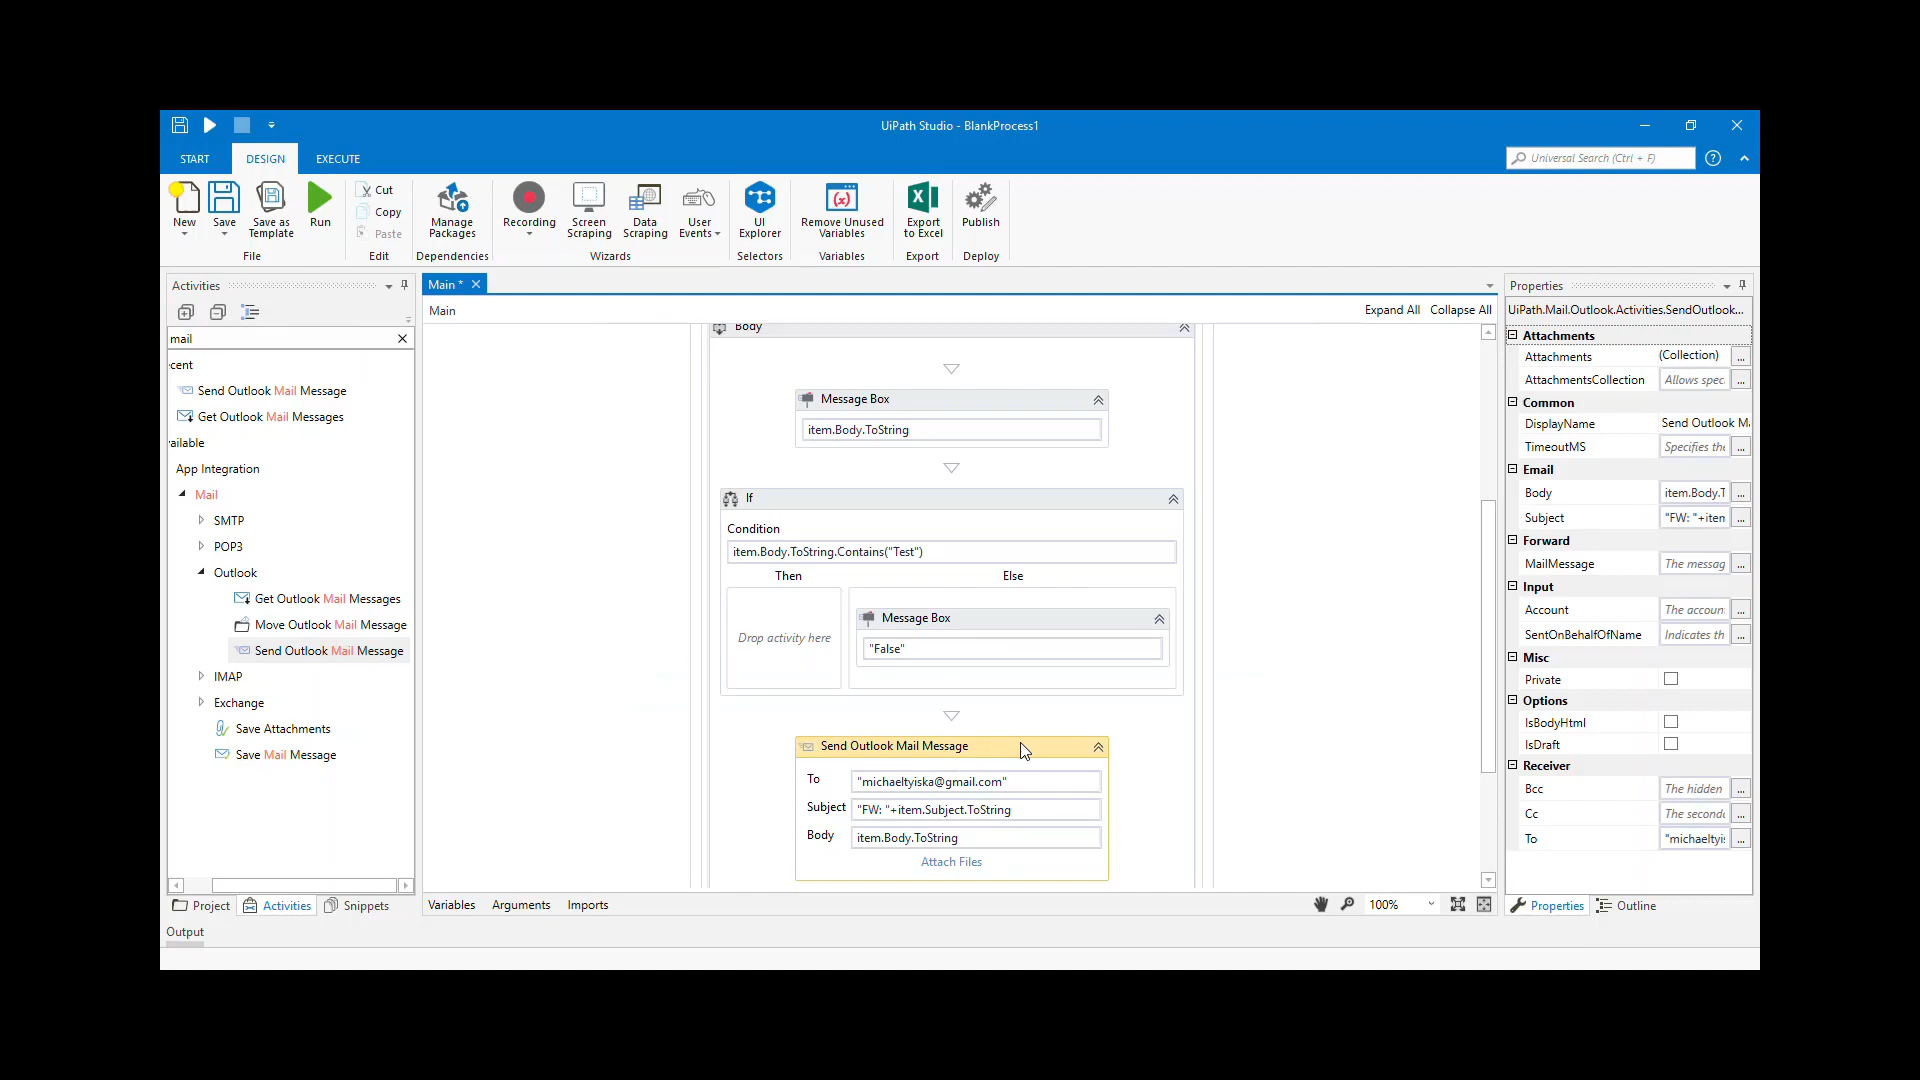 UiPath Studio - BlankProcess1
START
DESIGN
EXECUTE
Universal Search (Ctrl + F)
New
Save
Save as Template
Run
Cut
Copy
Paste
Manage Packages
Recording
Screen Scraping
Data Scraping
User Events
UI Explorer
Remove Unused Variables
Export to Excel
Publish
File
Edit
Dependencies
Wizards
Selectors
Variables
Export
Deploy
Activities
mail
cent
Send Outlook Mail Message
Get Outlook Mail Messages
ailable
App Integration
Mail
SMTP
POP3
Outlook
Get Outlook Mail Messages
Move Outlook Mail Message
Send Outlook Mail Message
IMAP
Exchange
Save Attachments
Save Mail Message
Project
Activities
Snippets
Output
Main *
Main
Expand All
Collapse All
Body
Message Box
item.Body.ToString
If
Condition
item.Body.ToString.Contains("Test")
Then
Else
Drop activity here
Message Box
"False"
Send Outlook Mail Message
To
"michaeltyiska@gmail.com"
Subject
"FW: "+item.Subject.ToString
Body
item.Body.ToString
Attach Files
Variables
Arguments
Imports
100%
Properties
UiPath.Mail.Outlook.Activities.SendOutlook...
Attachments
Attachments (Collection) ...
AttachmentsCollection Allows spec ...
Common
DisplayName Send Outlook M
TimeoutMS Specifies the ...
Email
Body item.Body.T ...
Subject "FW: "+item ...
Forward
MailMessage The messag ...
Input
Account The accoun ...
SentOnBehalfOfName Indicates th ...
Misc
Private
Options
IsBodyHtml
IsDraft
Receiver
Bcc The hidden ...
Cc The second ...
To "michaeltyi ...
Properties
Outline